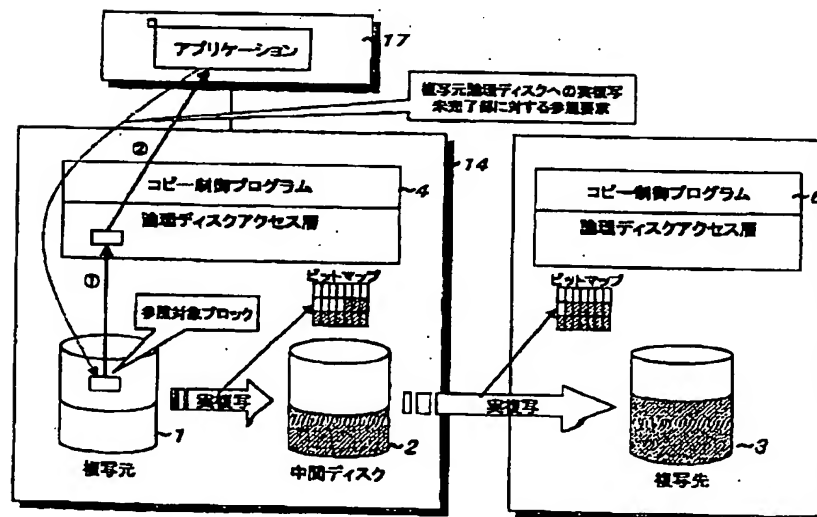 アプリケーション
17
複写元論理ディスクへの実複写
未完了部に対する参照要求
②
14
コピー制御プログラム
4
論理ディスクアクセス層
コピー制御プログラム
論理ディスクアクセス層
①
ビットマップ
ビットマップ
参照対象ブロック
実複写
実複写
1
2
3
複写元
中間ディスク
複写先